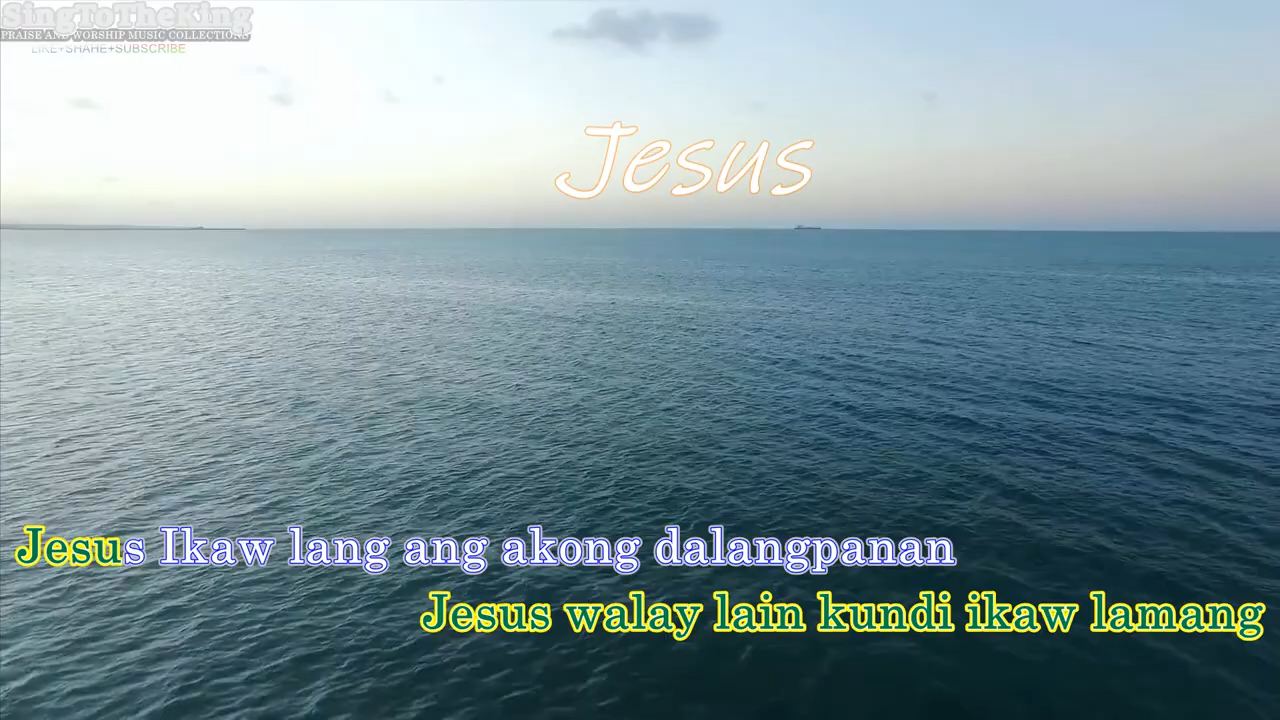 SingToTheKing
PRAISE AND WORSHIP MUSIC COLLECTIONS
LIKE+SHARE+SUBSCRIBE
Jesus
Jesus Ikaw lang ang akong dalangpanan
Jesus walay lain kundi ikaw lamang